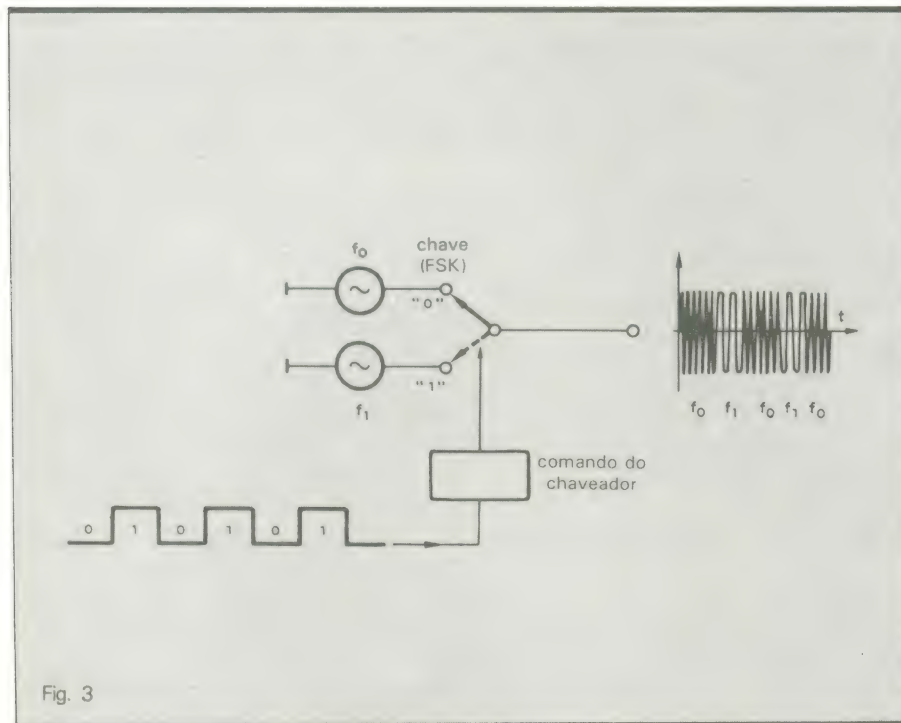 f₀ chave
(FSK)
"0"
"1"
f₁
t
f₀ f₁ f₀ f₁ f₀
comando do
chaveador
0 1 0 1 0 1
Fig. 3